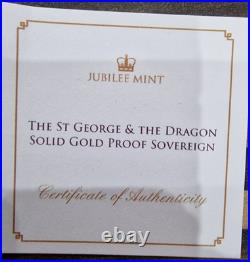 JUBILEE MINT
THE ST GEORGE & THE DRAGON
SOLID GOLD PROOF SOVEREIGN
Certificate of Authenticity